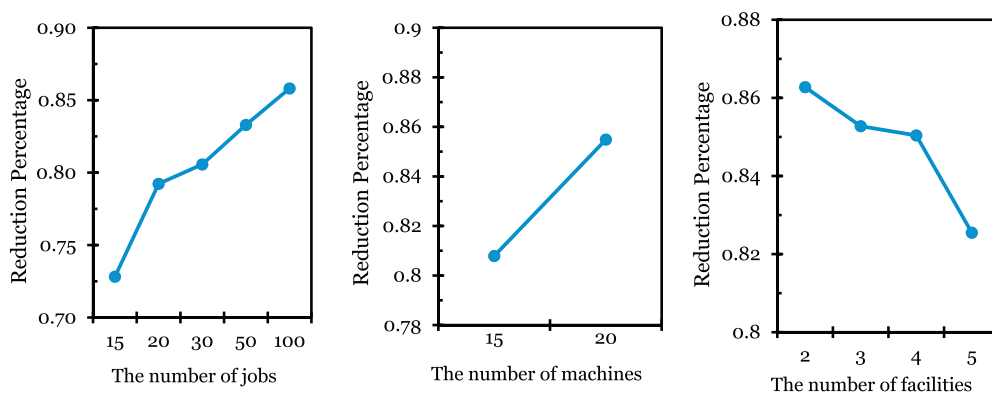 Reduction Percentage
0.90
0.85
0.80
0.75
0.70
15 20 30 50 100
The number of jobs
Reduction Percentage
0.9
0.88
0.86
0.84
0.82
0.8
0.78
15 20
The number of machines
Reduction Percentage
0.88
0.86
0.84
0.82
0.8
2 3 4 5
The number of facilities